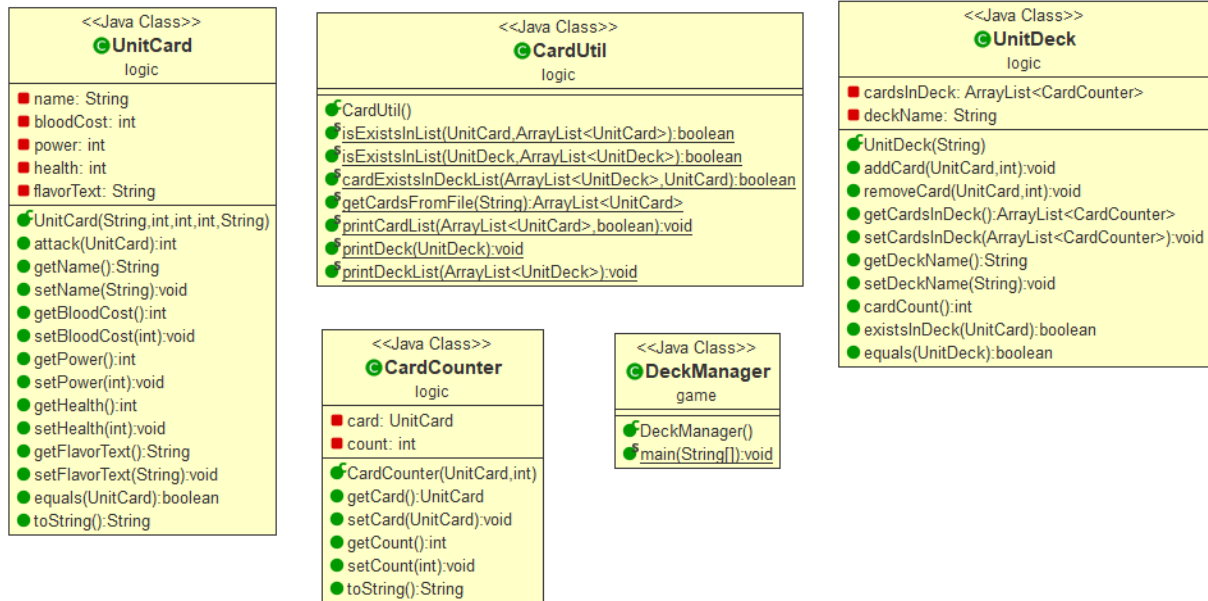 <<Java Class>>
UnitCard
logic
name: String
bloodCost: int
power: int
health: int
flavorText: String
UnitCard(String,int,int,int,String)
attack(UnitCard):int
getName():String
setName(String):void
getBloodCost():int
setBloodCost(int):void
getPower():int
setPower(int):void
getHealth():int
setHealth(int):void
getFlavorText():String
setFlavorText(String):void
equals(UnitCard):boolean
toString():String
<<Java Class>>
CardUtil
logic
CardUtil()
isExistsInList(UnitCard,ArrayList<UnitCard>):boolean
isExistsInList(UnitDeck,ArrayList<UnitDeck>):boolean
cardExistsInDeckList(ArrayList<UnitDeck>,UnitCard):boolean
getCardsFromFile(String):ArrayList<UnitCard>
printCardList(ArrayList<UnitCard>,boolean):void
printDeck(UnitDeck):void
printDeckList(ArrayList<UnitDeck>):void
<<Java Class>>
CardCounter
logic
card: UnitCard
count: int
CardCounter(UnitCard,int)
getCard():UnitCard
setCard(UnitCard):void
getCount():int
setCount(int):void
toString():String
<<Java Class>>
DeckManager
game
DeckManager()
main(String[]):void
<<Java Class>>
UnitDeck
logic
cardsInDeck: ArrayList<CardCounter>
deckName: String
UnitDeck(String)
addCard(UnitCard,int):void
removeCard(UnitCard,int):void
getCardsInDeck():ArrayList<CardCounter>
setCardsInDeck(ArrayList<CardCounter>):void
getDeckName():String
setDeckName(String):void
cardCount():int
existsInDeck(UnitCard):boolean
equals(UnitDeck):boolean